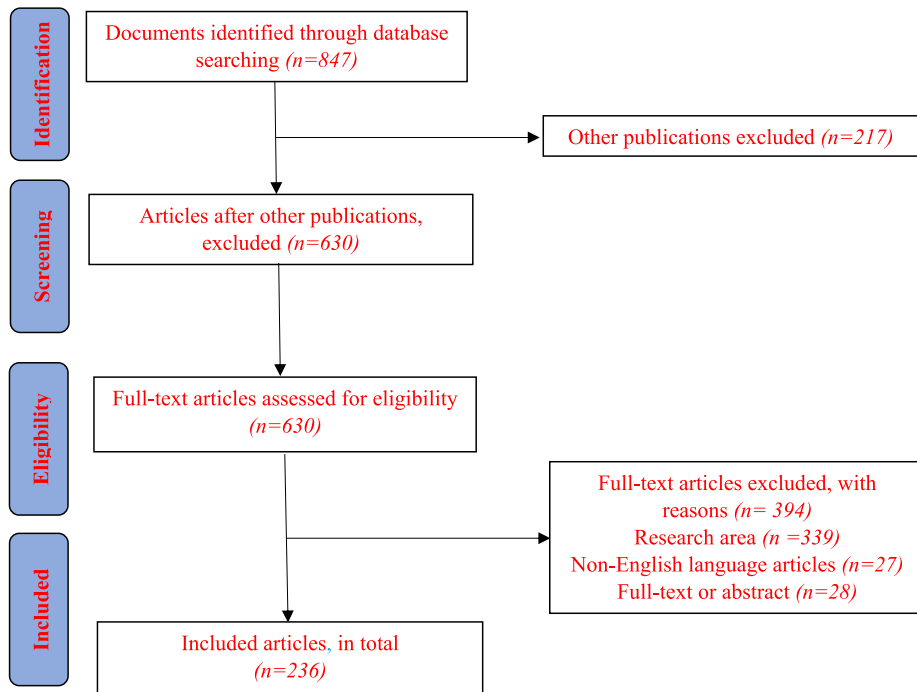 Identification
Documents identified through database
searching (n=847)
Other publications excluded (n=217)
Screening
Articles after other publications,
excluded (n=630)
Eligibility
Full-text articles assessed for eligibility
(n=630)
Full-text articles excluded, with
reasons (n= 394)
Research area (n =339)
Non-English language articles (n=27)
Full-text or abstract (n=28)
Included
Included articles, in total
(n=236)